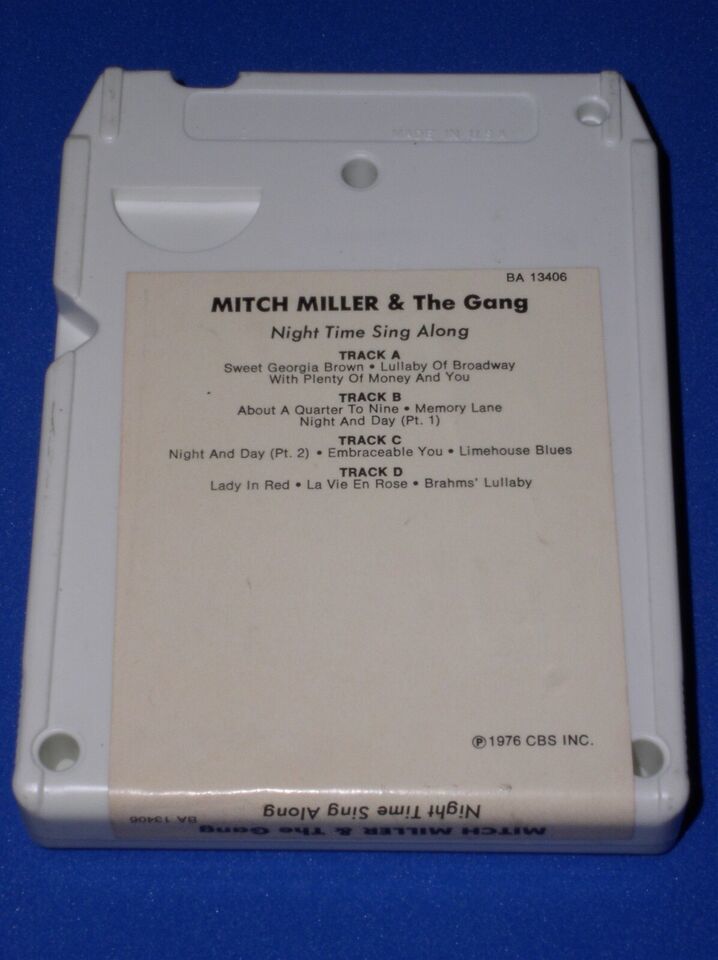 MADE IN U.S.A
BA 13406
MITCH MILLER & The Gang
Night Time Sing Along
TRACK A
Sweet Georgia Brown • Lullaby Of Broadway
With Plenty Of Money And You
TRACK B
About A Quarter To Nine • Memory Lane
Night And Day (Pt. 1)
TRACK C
Night And Day (Pt. 2) • Embraceable You • Limehouse Blues
TRACK D
Lady In Red • La Vie En Rose • Brahms' Lullaby
℗ 1976 CBS INC.
Night Time Sing Along
BA 13406
MITCH MILLER & The Gang